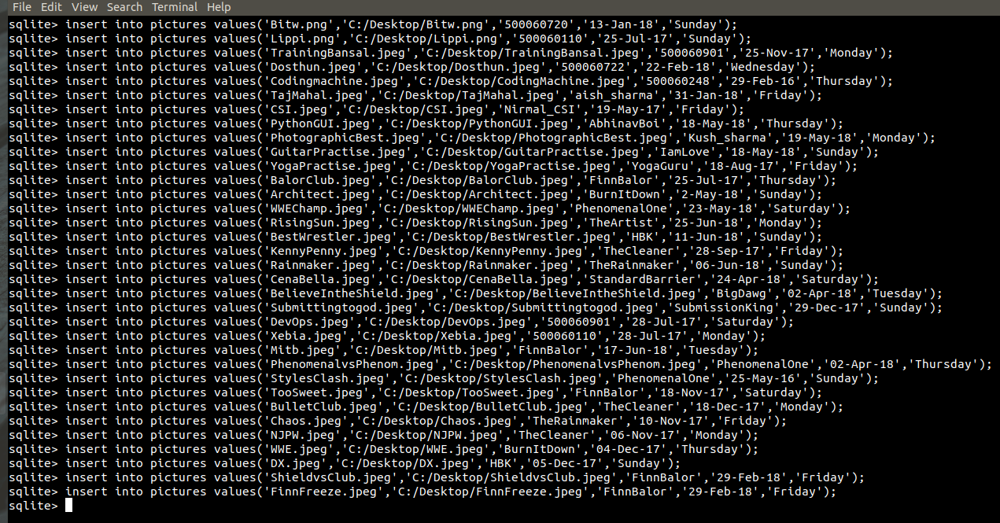 File Edit View Search Terminal Help
sqlite> insert into pictures values('Bitw.png','C:/Desktop/Bitw.png','500060720','13-Jan-18','Sunday');
sqlite> insert into pictures values('Lippi.png','C:/Desktop/Lippi.png','500060110','25-Jul-17','Sunday');
sqlite> insert into pictures values('TrainingBansal.jpeg','C:/Desktop/TrainingBansal.jpeg','500060901','25-Nov-17','Monday');
sqlite> insert into pictures values('Dosthun.jpeg','C:/Desktop/Dosthun.jpeg','500060722','22-Feb-18','Wednesday');
sqlite> insert into pictures values('Codingmachine.jpeg','C:/Desktop/CodingMachine.jpeg','500060248','29-Feb-16','Thursday');
sqlite> insert into pictures values('TajMahal.jpeg','C:/Desktop/TajMahal.jpeg','aish_sharma','31-Jan-18','Friday');
sqlite> insert into pictures values('CSI.jpeg','C:/Desktop/CSI.jpeg','Nirmal_CSI','19-May-17','Friday');
sqlite> insert into pictures values('PythonGUI.jpeg','C:/Desktop/PythonGUI.jpeg','AbhinavBoi','18-May-18','Thursday');
sqlite> insert into pictures values('PhotographicBest.jpeg','C:/Desktop/PhotographicBest.jpeg','Kush_sharma','19-May-18','Monday');
sqlite> insert into pictures values('GuitarPractise.jpeg','C:/Desktop/GuitarPractise.jpeg','IamLove','18-May-18','Sunday');
sqlite> insert into pictures values('YogaPractise.jpeg','C:/Desktop/YogaPractise.jpeg','YogaGuru','18-Aug-17','Friday');
sqlite> insert into pictures values('BalorClub.jpeg','C:/Desktop/BalorClub.jpeg','FinnBalor','25-Jul-17','Thursday');
sqlite> insert into pictures values('Architect.jpeg','C:/Desktop/Architect.jpeg','BurnItDown','2-May-18','Sunday');
sqlite> insert into pictures values('WWEChamp.jpeg','C:/Desktop/WWEChamp.jpeg','PhenomenalOne','23-May-18','Saturday');
sqlite> insert into pictures values('RisingSun.jpeg','C:/Desktop/RisingSun.jpeg','TheArtist','25-Jun-18','Monday');
sqlite> insert into pictures values('BestWrestler.jpeg','C:/Desktop/BestWrestler.jpeg','HBK','11-Jun-18','Sunday');
sqlite> insert into pictures values('KennyPenny.jpeg','C:/Desktop/KennyPenny.jpeg','TheCleaner','28-Sep-17','Friday');
sqlite> insert into pictures values('Rainmaker.jpeg','C:/Desktop/Rainmaker.jpeg','TheRainmaker','06-Jun-18','Sunday');
sqlite> insert into pictures values('CenaBella.jpeg','C:/Desktop/CenaBella.jpeg','StandardBarrier','24-Apr-18','Saturday');
sqlite> insert into pictures values('BelieveIntheShield.jpeg','C:/Desktop/BelieveIntheShield.jpeg','BigDawg','02-Apr-18','Tuesday');
sqlite> insert into pictures values('Submittingtogod.jpeg','C:/Desktop/Submittingtogod.jpeg','SubmissionKing','29-Dec-17','Sunday');
sqlite> insert into pictures values('DevOps.jpeg','C:/Desktop/DevOps.jpeg','500060901','28-Jul-17','Saturday');
sqlite> insert into pictures values('Xebia.jpeg','C:/Desktop/Xebia.jpeg','500060110','28-Jul-17','Monday');
sqlite> insert into pictures values('Mitb.jpeg','C:/Desktop/Mitb.jpeg','FinnBalor','17-Jun-18','Tuesday');
sqlite> insert into pictures values('PhenomenalvsPhenom.jpeg','C:/Desktop/PhenomenalvsPhenom.jpeg','PhenomenalOne','02-Apr-18','Thursday');
sqlite> insert into pictures values('StylesClash.jpeg','C:/Desktop/StylesClash.jpeg','PhenomenalOne','25-May-16','Sunday');
sqlite> insert into pictures values('TooSweet.jpeg','C:/Desktop/TooSweet.jpeg','FinnBalor','18-Nov-17','Saturday');
sqlite> insert into pictures values('BulletClub.jpeg','C:/Desktop/BulletClub.jpeg','TheCleaner','18-Dec-17','Monday');
sqlite> insert into pictures values('Chaos.jpeg','C:/Desktop/Chaos.jpeg','TheRainmaker','10-Nov-17','Friday');
sqlite> insert into pictures values('NJPW.jpeg','C:/Desktop/NJPW.jpeg','TheCleaner','06-Nov-17','Monday');
sqlite> insert into pictures values('WWE.jpeg','C:/Desktop/WWE.jpeg','BurnItDown','04-Dec-17','Thursday');
sqlite> insert into pictures values('DX.jpeg','C:/Desktop/DX.jpeg','HBK','05-Dec-17','Sunday');
sqlite> insert into pictures values('ShieldvsClub.jpeg','C:/Desktop/ShieldvsClub.jpeg','FinnBalor','29-Feb-18','Friday');
sqlite> insert into pictures values('FinnFreeze.jpeg','C:/Desktop/FinnFreeze.jpeg','FinnBalor','29-Feb-18','Friday');
sqlite>